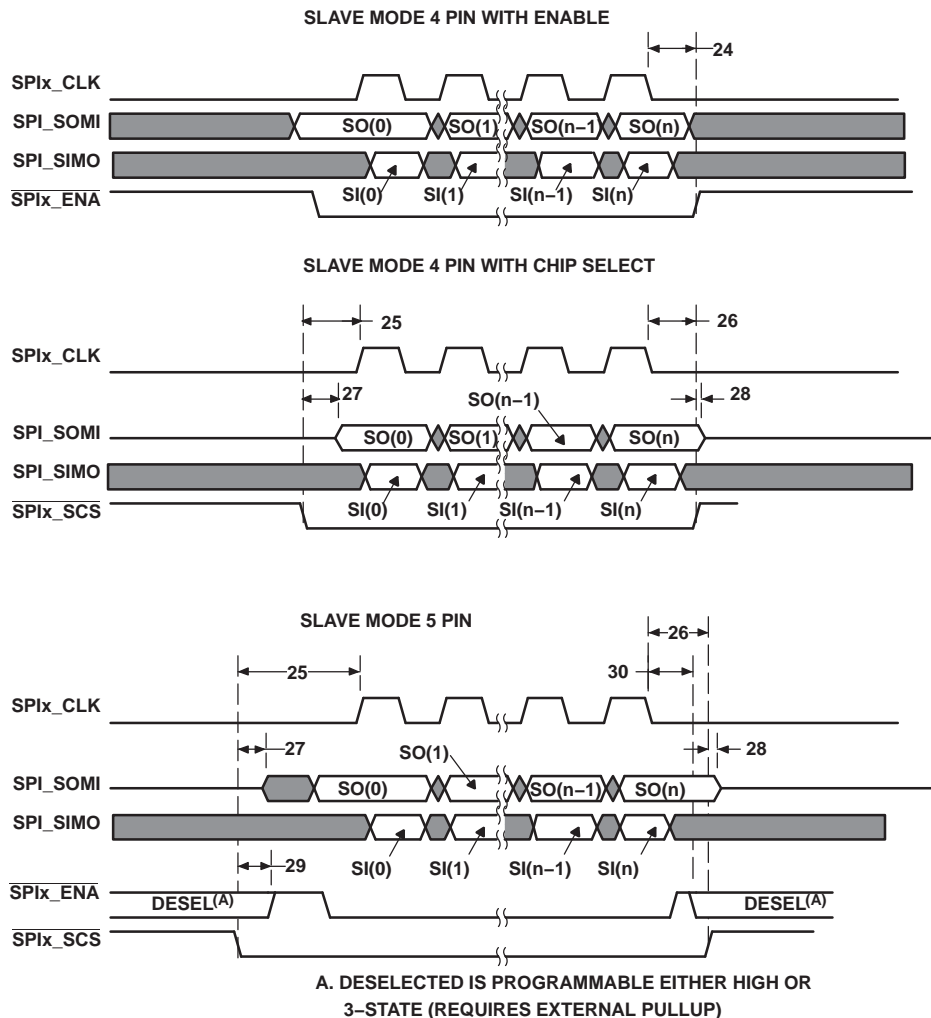 SLAVE MODE 4 PIN WITH ENABLE
24
SPIx_CLK
SPI_SOMI SO(0) SO(1) SO(n−1) SO(n)
SPI_SIMO
SI(0) SI(1) SI(n−1) SI(n)
SPIx_ENA
SLAVE MODE 4 PIN WITH CHIP SELECT
25 26
SPIx_CLK
27 SO(n−1) 28
SPI_SOMI SO(0) SO(1) SO(n)
SPI_SIMO
SI(0) SI(1) SI(n−1) SI(n)
SPIx_SCS
SLAVE MODE 5 PIN
26
25 30
SPIx_CLK
27 SO(1) 28
SPI_SOMI SO(0) SO(n−1) SO(n)
SPI_SIMO
29 SI(0) SI(1) SI(n−1) SI(n)
SPIx_ENA
DESEL(A) DESEL(A)
SPIx_SCS
A. DESELECTED IS PROGRAMMABLE EITHER HIGH OR
3−STATE (REQUIRES EXTERNAL PULLUP)